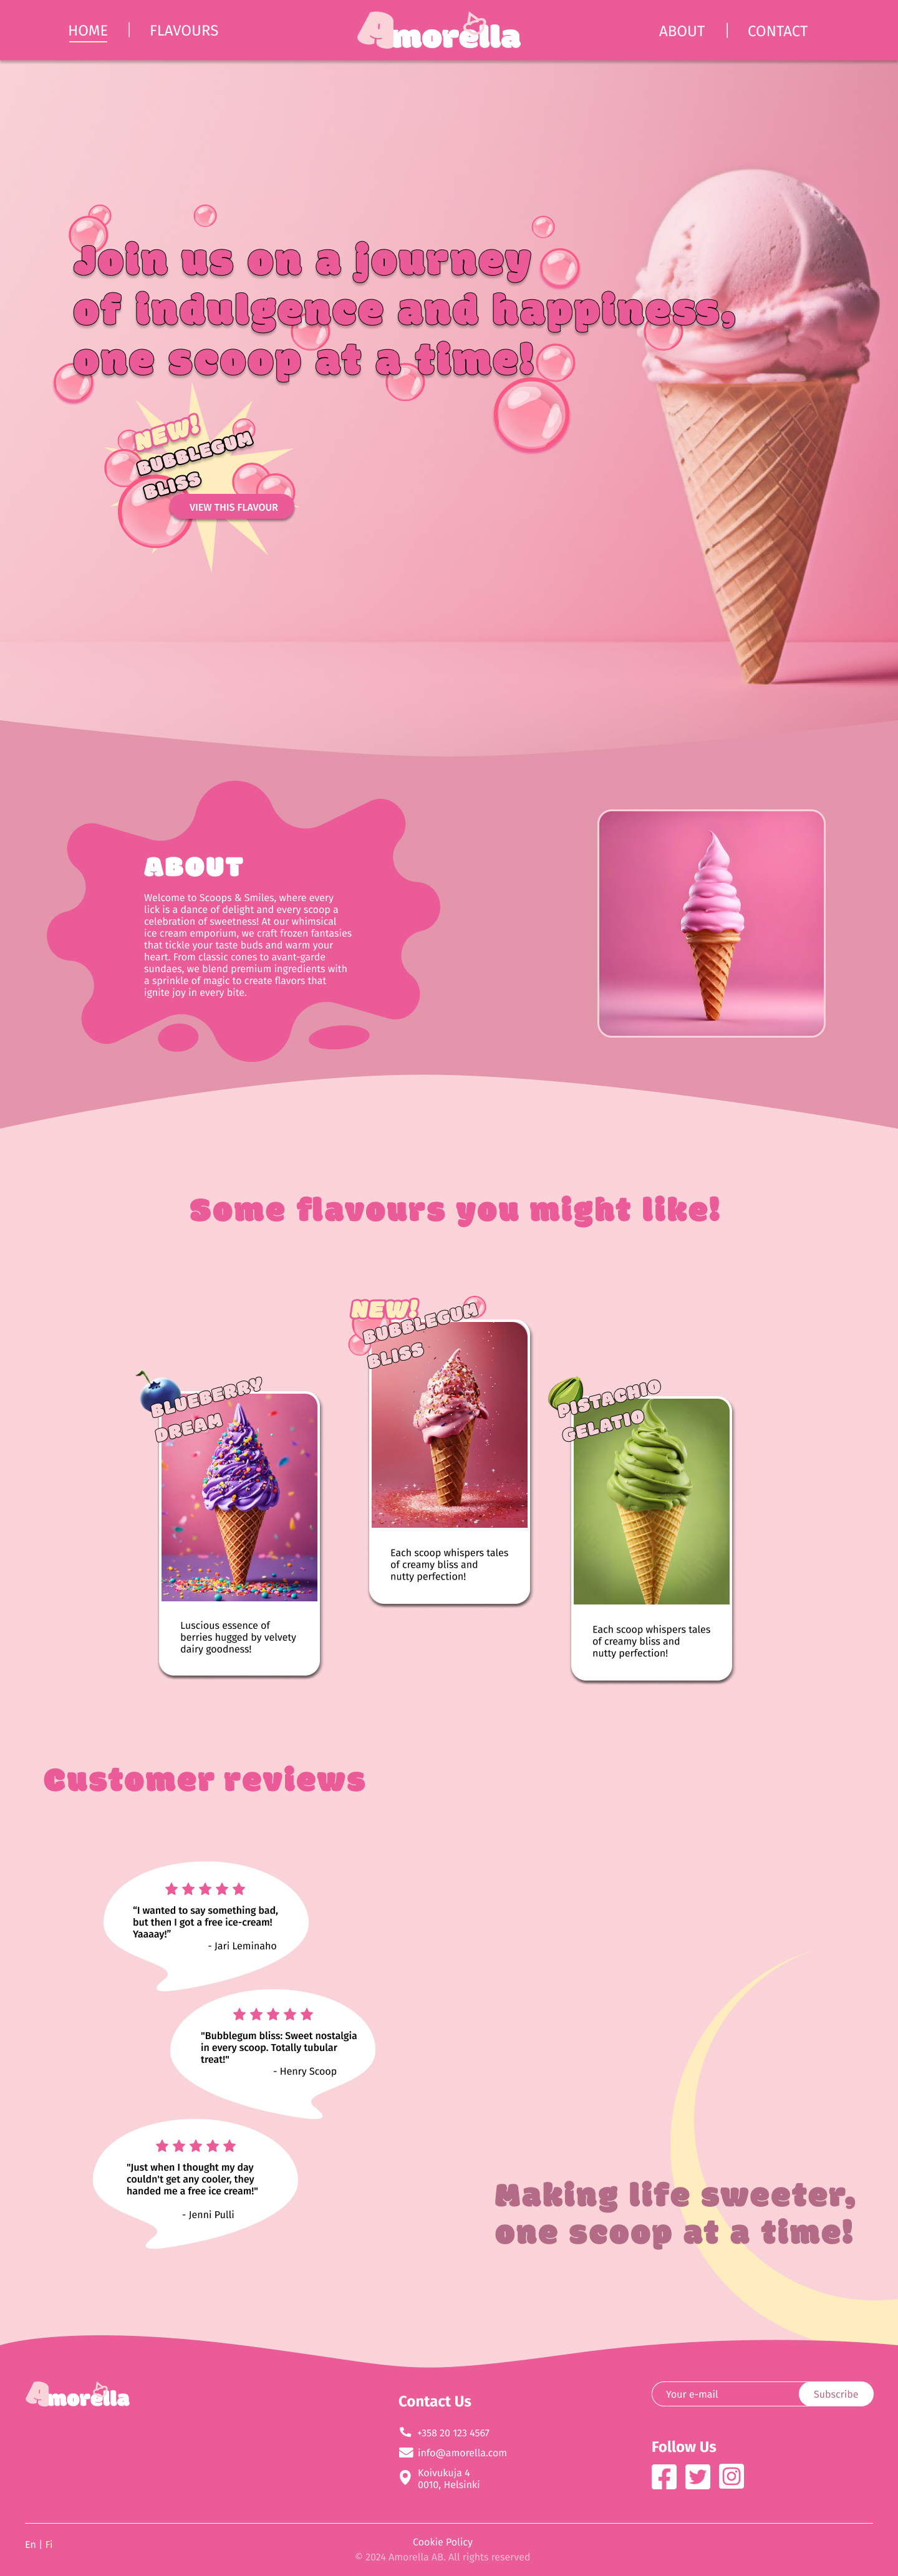 HOME | FLAVOURS
Amorella
ABOUT | CONTACT
Join us on a journey
of indulgence and happiness,
one scoop at a time!
NEW!
BUBBLEGUM
BLISS
VIEW THIS FLAVOUR
ABOUT
Welcome to Scoops & Smiles, where every
lick is a dance of delight and every scoop a
celebration of sweetness! At our whimsical
ice cream emporium, we craft frozen fantasies
that tickle your taste buds and warm your
heart. From classic cones to avant-garde
sundaes, we blend premium ingredients with
a sprinkle of magic to create flavors that
ignite joy in every bite.
Some flavours you might like!
BLUEBERRY
DREAM
Luscious essence of
berries hugged by velvety
dairy goodness!
NEW!
BUBBLEGUM
BLISS
Each scoop whispers tales
of creamy bliss and
nutty perfection!
PISTACHIO
GELATIO
Each scoop whispers tales
of creamy bliss and
nutty perfection!
Customer reviews
“I wanted to say something bad,
but then I got a free ice-cream!
Yaaaay!”
- Jari Leminaho
"Bubblegum bliss: Sweet nostalgia
in every scoop. Totally tubular
treat!"
- Henry Scoop
"Just when I thought my day
couldn't get any cooler, they
handed me a free ice cream!"
- Jenni Pulli
Making life sweeter,
one scoop at a time!
Amorella
Contact Us
+358 20 123 4567
info@amorella.com
Koivukuja 4
0010, Helsinki
Your e-mail
Subscribe
Follow Us
En | Fi
Cookie Policy
© 2024 Amorella AB. All rights reserved